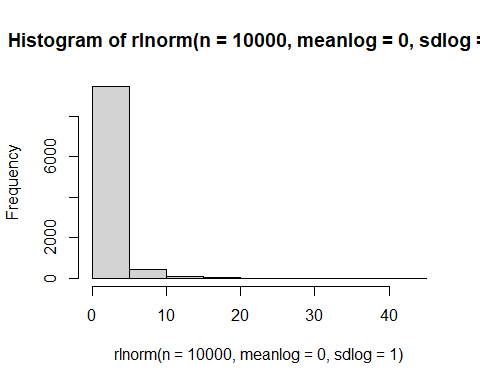 Histogram of rlnorm(n = 10000, meanlog = 0, sdlog =
Frequency
6000
2000
0
0 10 20 30 40
rlnorm(n = 10000, meanlog = 0, sdlog = 1)